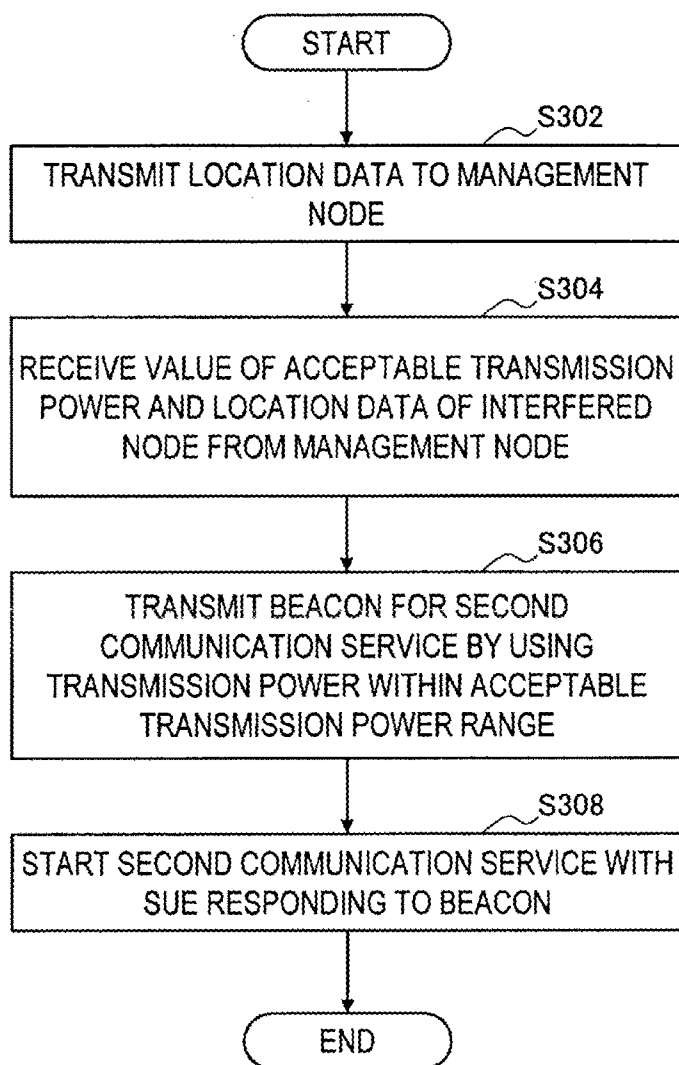 START
S302
TRANSMIT LOCATION DATA TO MANAGEMENT
NODE
S304
RECEIVE VALUE OF ACCEPTABLE TRANSMISSION
POWER AND LOCATION DATA OF INTERFERED
NODE FROM MANAGEMENT NODE
S306
TRANSMIT BEACON FOR SECOND
COMMUNICATION SERVICE BY USING
TRANSMISSION POWER WITHIN ACCEPTABLE
TRANSMISSION POWER RANGE
S308
START SECOND COMMUNICATION SERVICE WITH
SUE RESPONDING TO BEACON
END